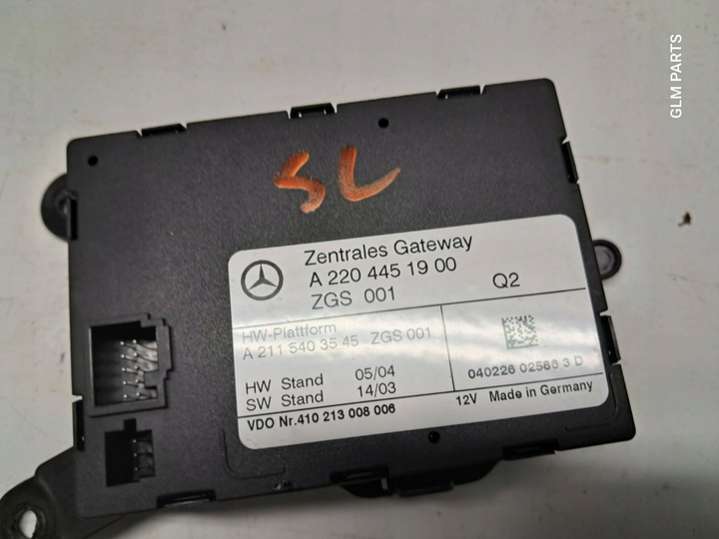 SL
Zentrales Gateway
A 220 445 19 00
ZGS 001 Q2
HW-Plattform
A 211 540 35 45 ZGS 001
HW Stand 05/04
SW Stand 14/03
040226 02586 3 D
VDO Nr.410 213 008 006 12V Made in Germany
GLM PARTS